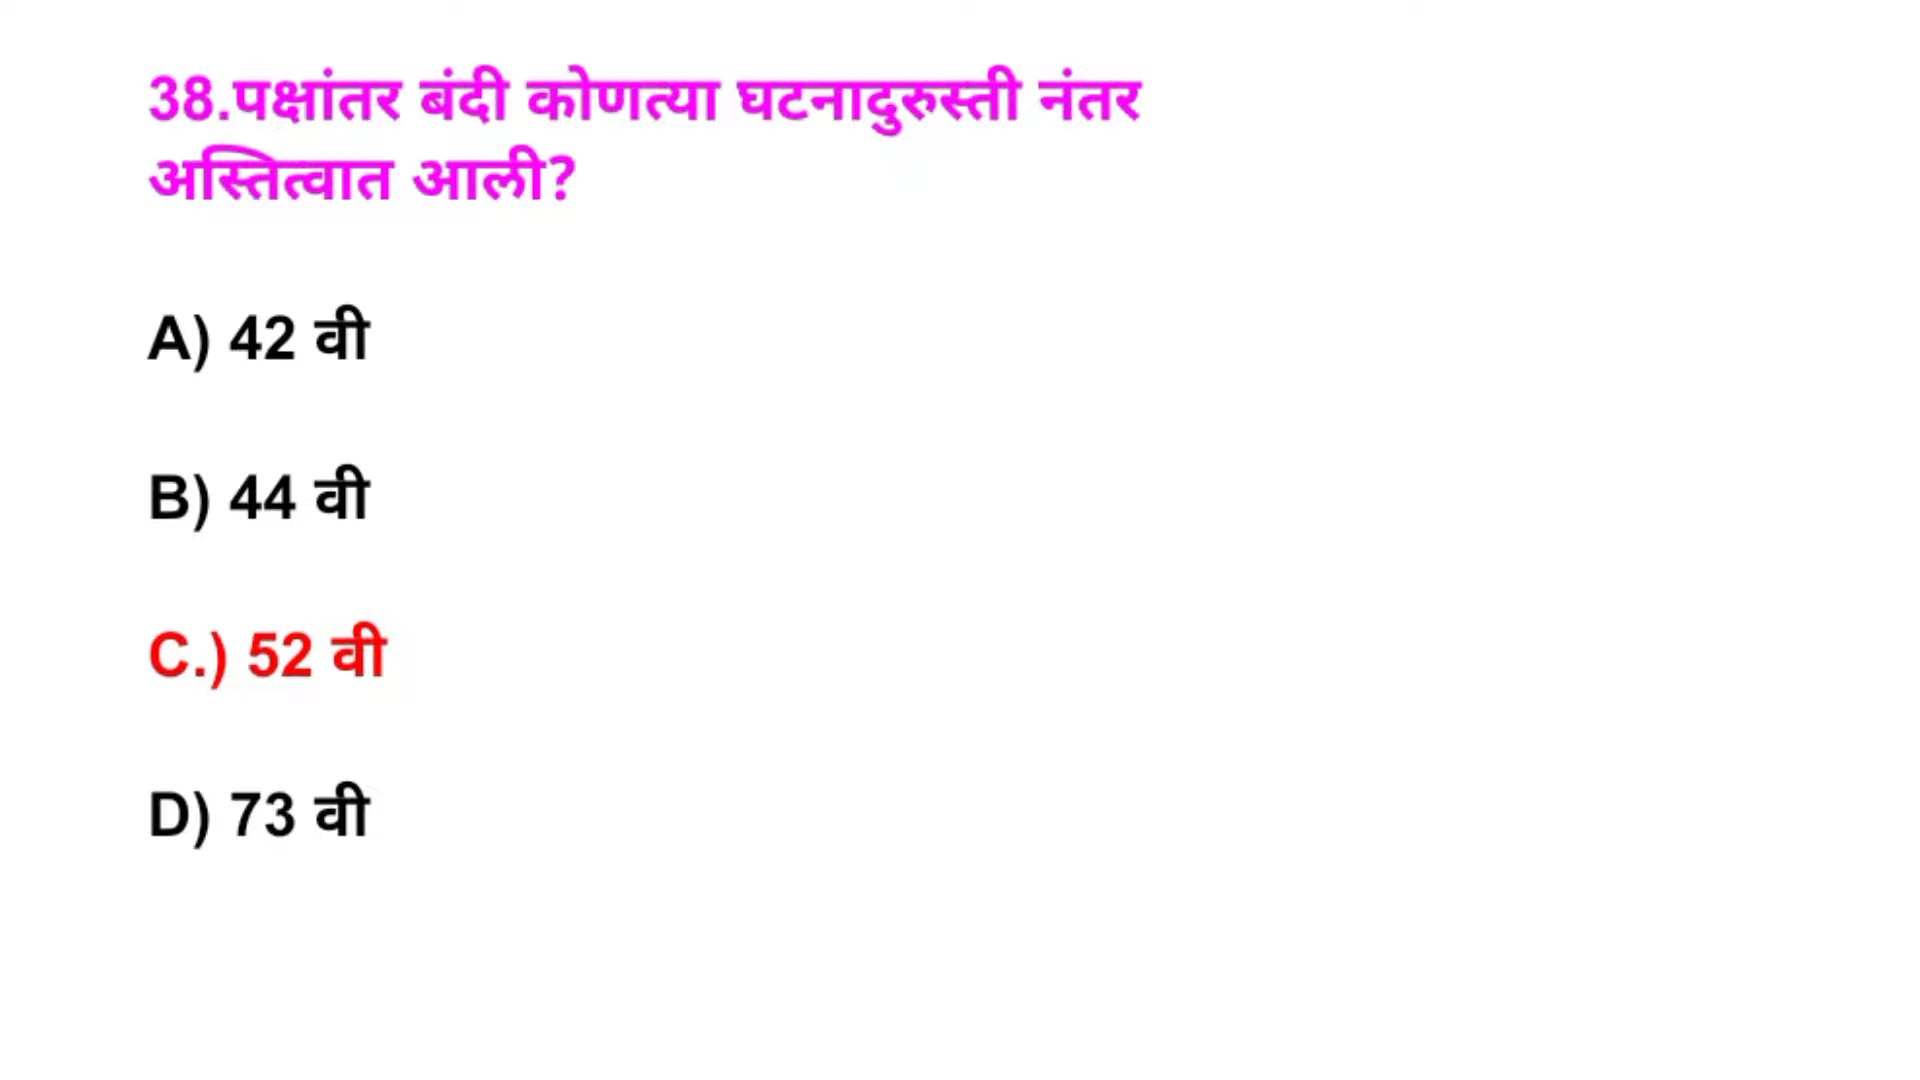 38.पक्षांतर बंदी कोणत्या घटनादुरुस्ती नंतर
अस्तित्वात आली?
A) 42 वी
B) 44 वी
C.) 52 वी
D) 73 वी